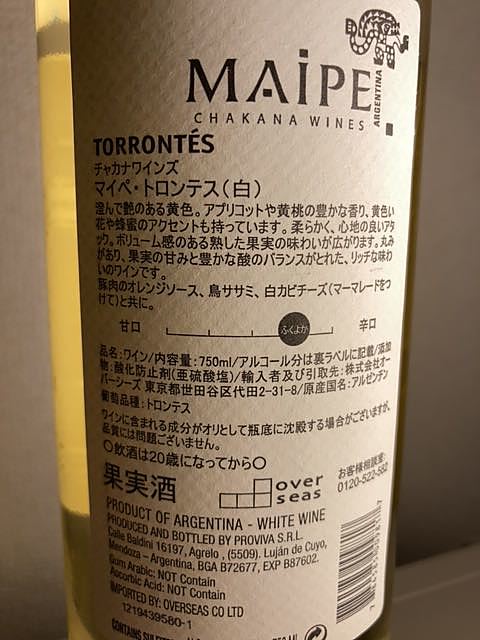 MAiPE
ARGENTINA
CHAKANA WINES
TORRONTÉS
チャカナワインズ
マイペ・トロンテス(白)
澄んで艶のある黄色。アプリコットや黄桃の豊かな香り、黄色い
花や蜂蜜のアクセントも持っています。柔らかく、心地の良いアタ
ック。ボリューム感のある熟した果実の味わいが広がります。丸み
があり、果実の甘みと豊かな酸のバランスがとれた、リッチな味わ
いのワインです。
豚肉のオレンジソース、鳥ササミ、白カビチーズ(マーマレードをつ
けて)と共に。
甘口 ふくよか 辛口
品名:ワイン/内容量:750ml/アルコール分は裏ラベルに記載/添加
物:酸化防止剤(亜硫酸塩)/輸入者及び引取先:株式会社オー
バーシーズ 東京都世田谷区代田2-31-8/原産国名:アルゼンチン
葡萄品種:トロンテス
ワインに含まれる成分がオリとして瓶底に沈殿する場合がございますが、
品質には問題ございません。
〇飲酒は20歳になってから〇
果実酒
over
seas
お客様相談室:
0120-522-582
PRODUCT OF ARGENTINA - WHITE WINE
PRODUCED AND BOTTLED BY PROVIVA S.R.L.
Calle Baldini 16197, Agrelo , (5509). Luján de Cuyo,
Mendoza – Argentina, BGA B72677, EXP B87602.
Gum Arabic: NOT Contain
Ascorbic Acid: NOT Contain
IMPORTED BY: OVERSEAS CO LTD
1219439580-1